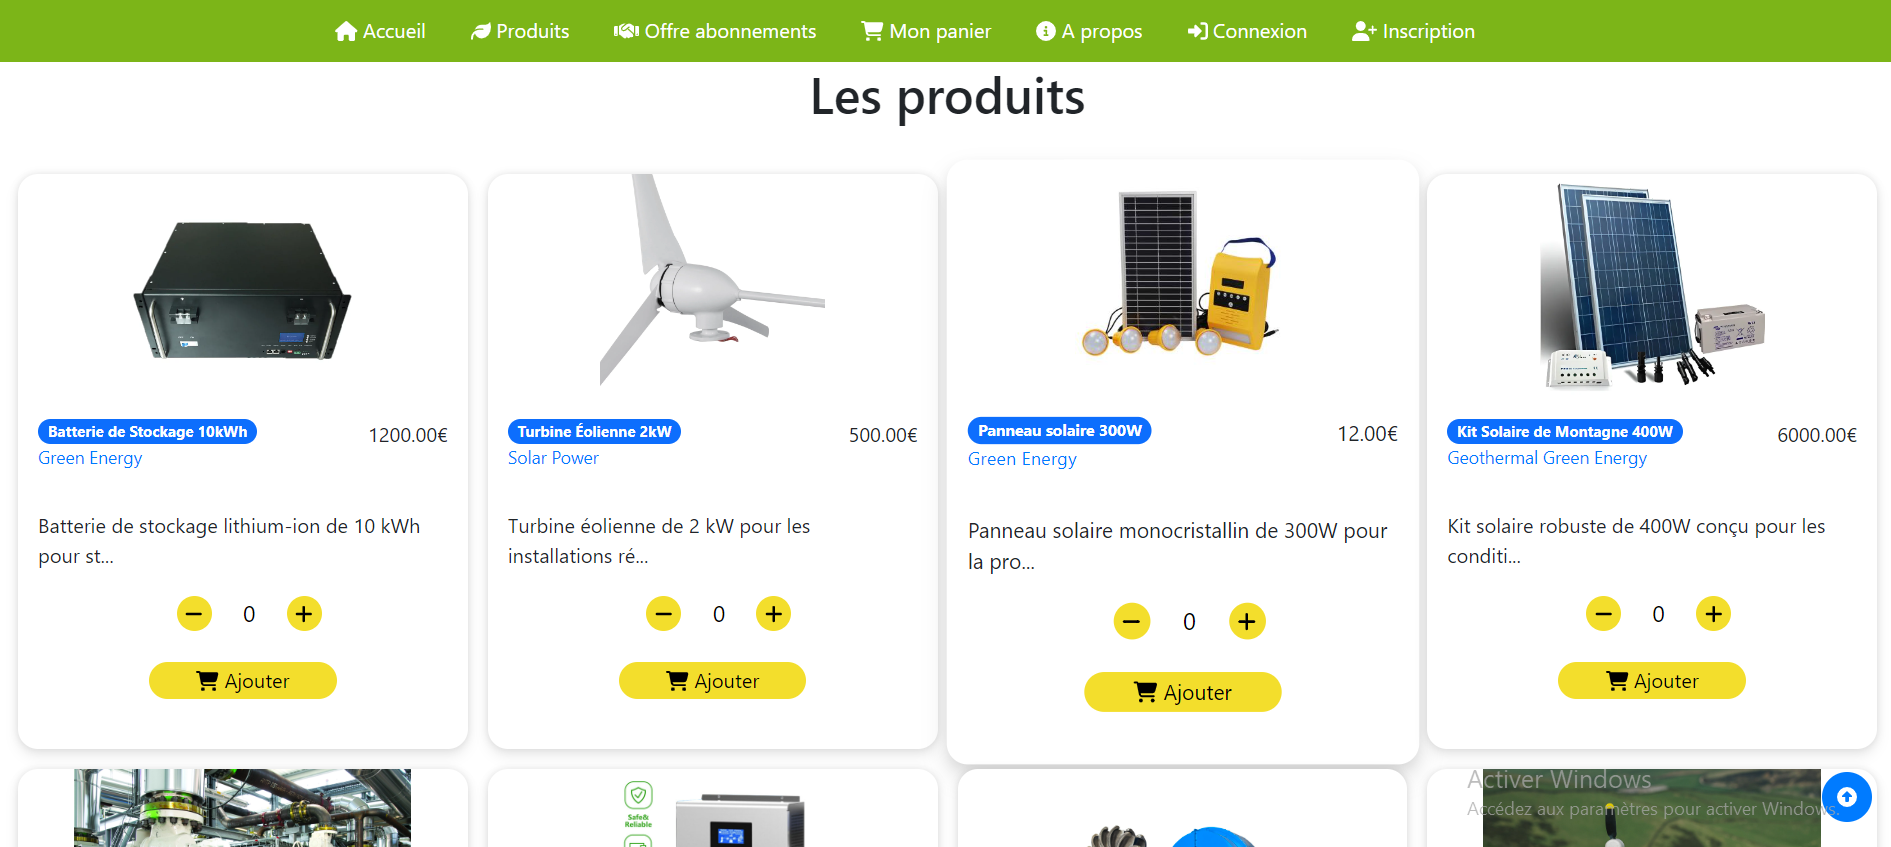 Accueil
Produits
Offre abonnements
Mon panier
A propos
Connexion
Inscription
Les produits
Batterie de Stockage 10kWh
1200.00€
Green Energy
Batterie de stockage lithium-ion de 10 kWh
pour st...
0
Ajouter
Turbine Éolienne 2kW
500.00€
Solar Power
Turbine éolienne de 2 kW pour les
installations ré...
0
Ajouter
Panneau solaire 300W
12.00€
Green Energy
Panneau solaire monocristallin de 300W pour
la pro...
0
Ajouter
Kit Solaire de Montagne 400W
6000.00€
Geothermal Green Energy
Kit solaire robuste de 400W conçu pour les
conditi...
0
Ajouter
Safe&
Reliable
Activer Windows
Accédez aux paramètres pour activer Windows.